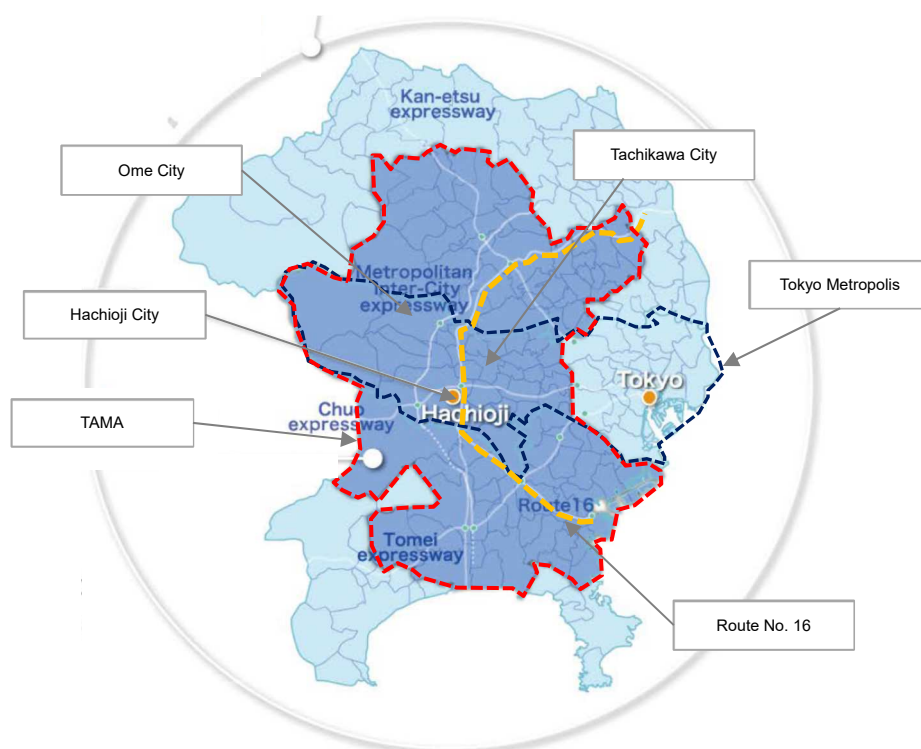 Kan-etsu
expressway
Ome City
Tachikawa City
Metropolitan
Inter-City
expressway
Tokyo Metropolis
Hachioji City
Tokyo
Hachioji
Chuo
expressway
TAMA
Route16
Tomei
expressway
Route No. 16